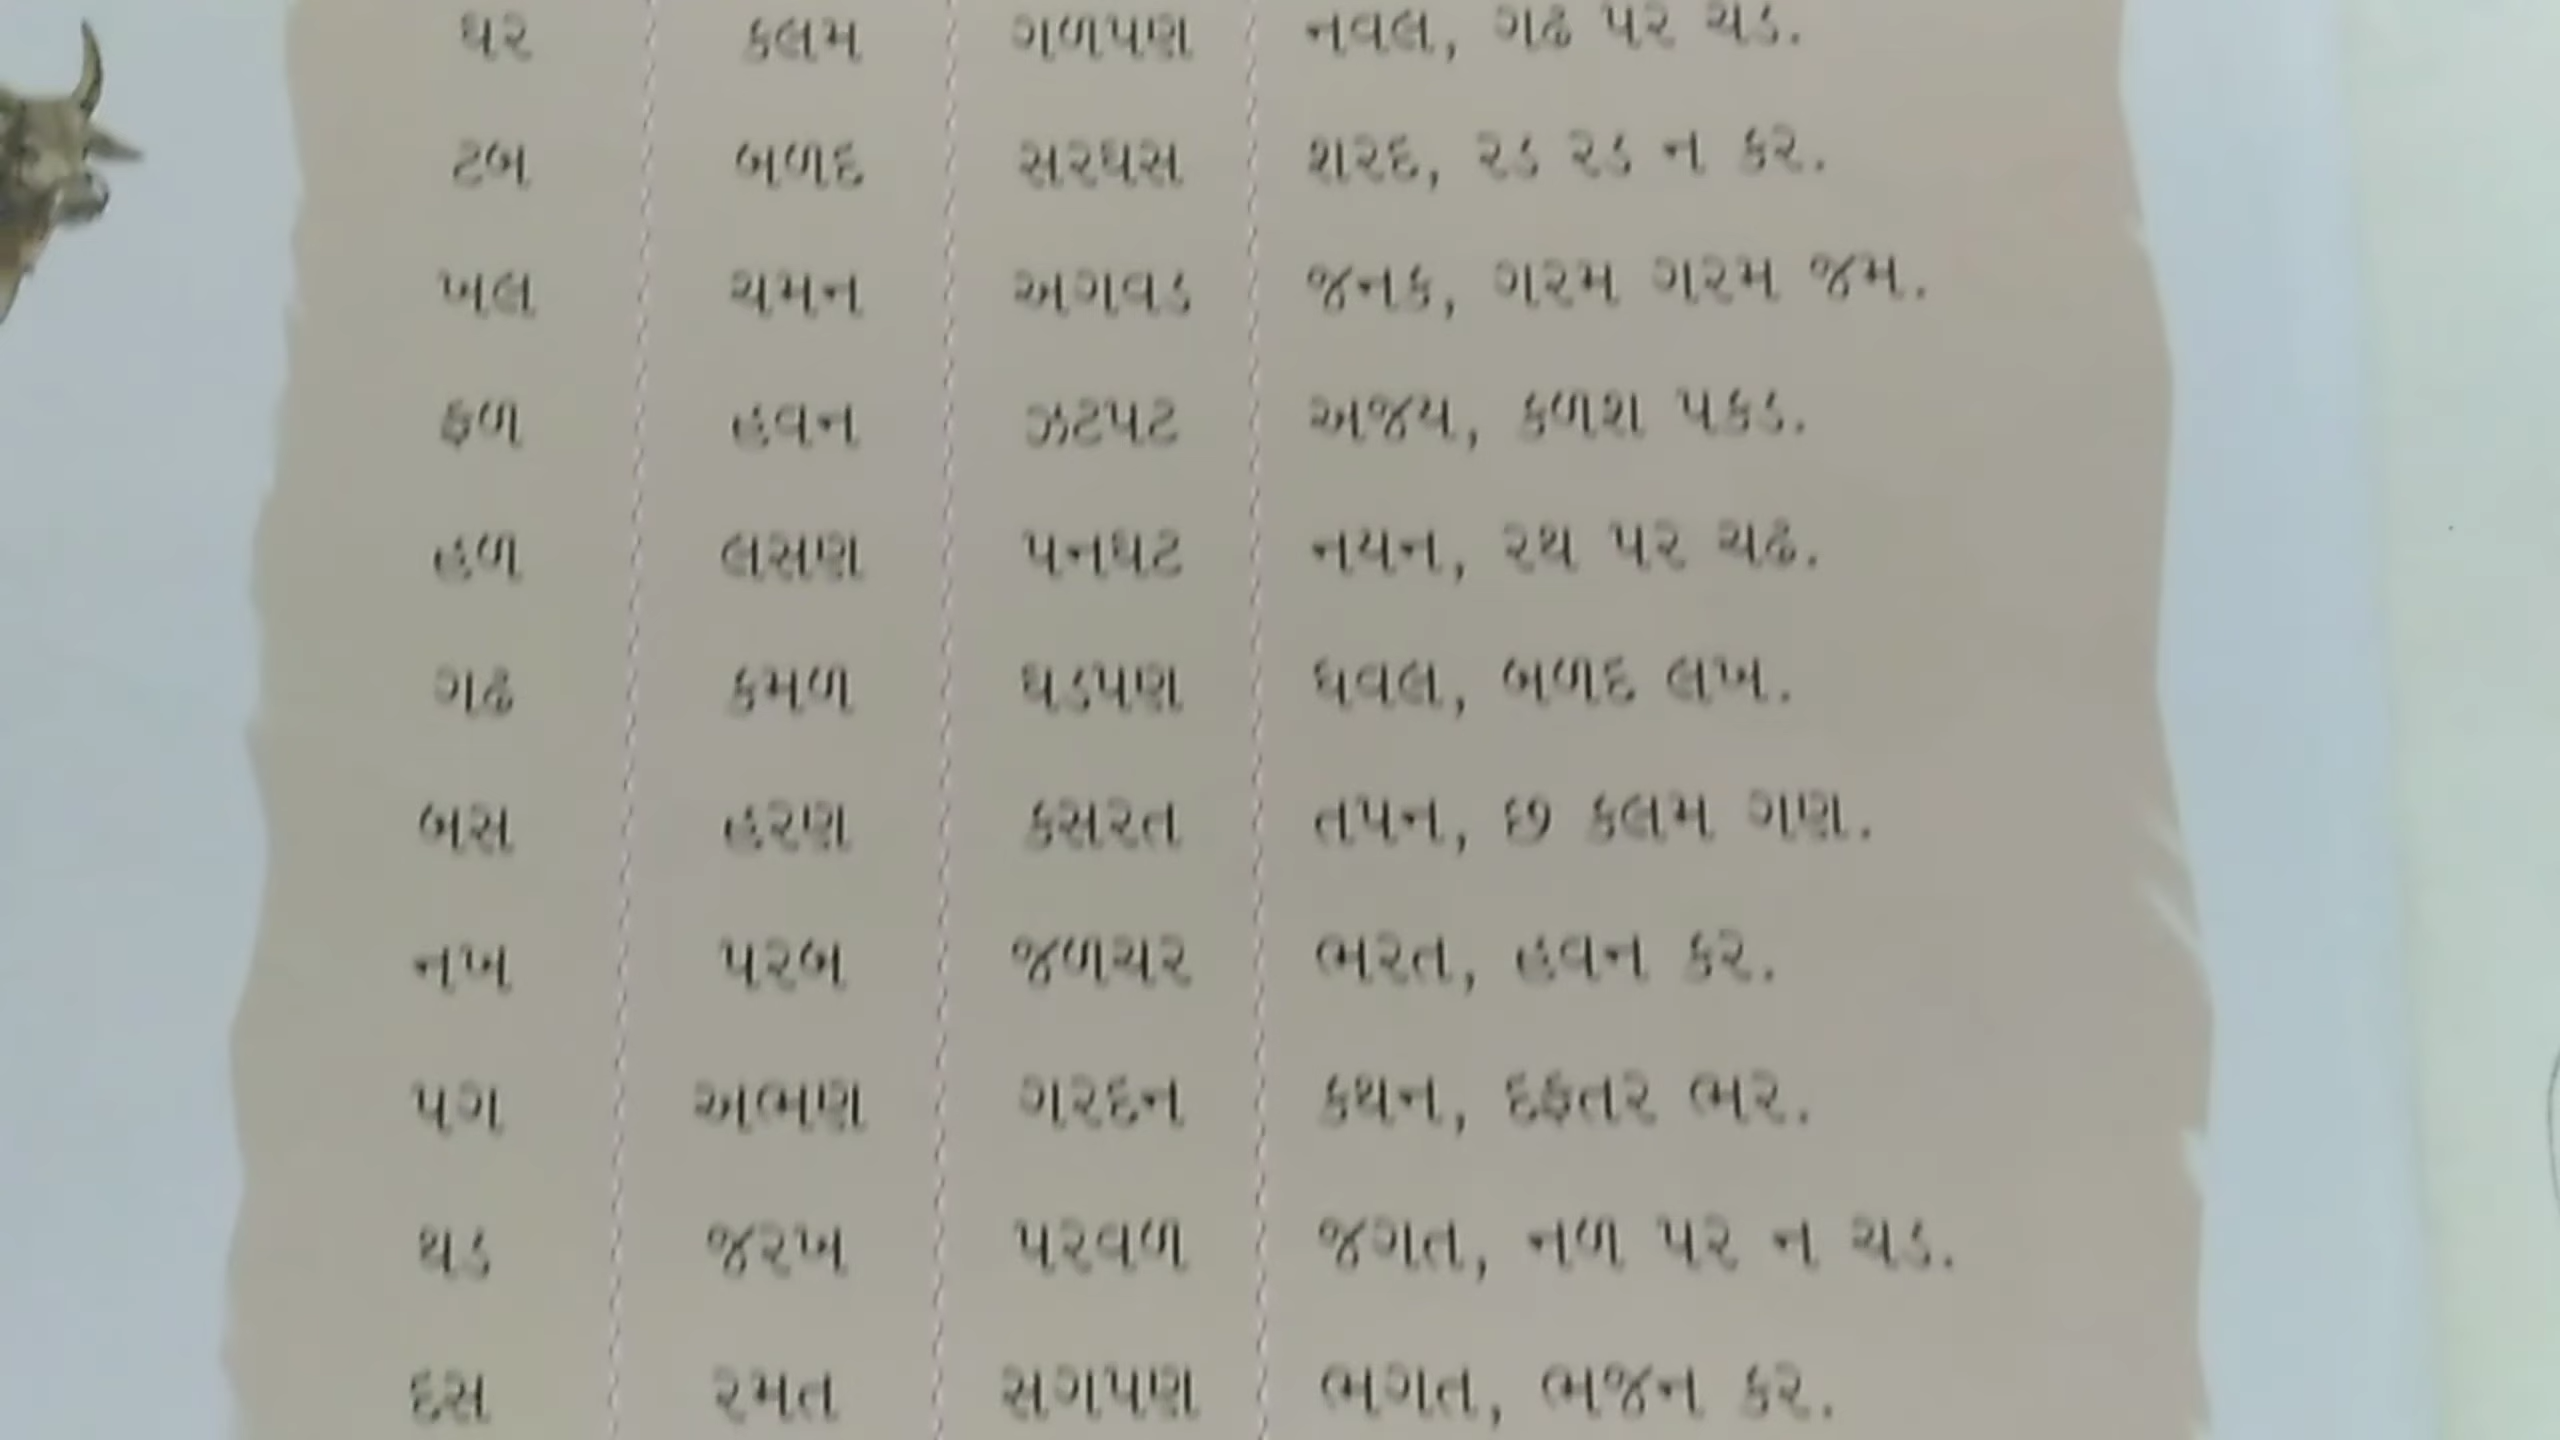 ઘર કલમ ગળપણ નવલ, ગઢ પર ચડ.
ટબ બળદ સરઘસ શરદ, રડ રડ ન કર.
ખલ ચમન અગવડ જનક, ગરમ ગરમ જમ.
ફળ હવન ઝટપટ અજય, કળશ પકડ.
હળ લસણ પનઘટ નયન, રથ પર ચઢ.
ગઢ કમળ ઘડપણ ધવલ, બળદ લખ.
બસ હરણ કસરત તપન, છ કલમ ગણ.
નખ પરબ જળચર ભરત, હવન કર.
પગ અભણ ગરદન કથન, દફતર ભર.
થડ જરખ પરવળ જગત, નળ પર ન ચડ.
દસ રમત સગપણ ભગત, ભજન કર.